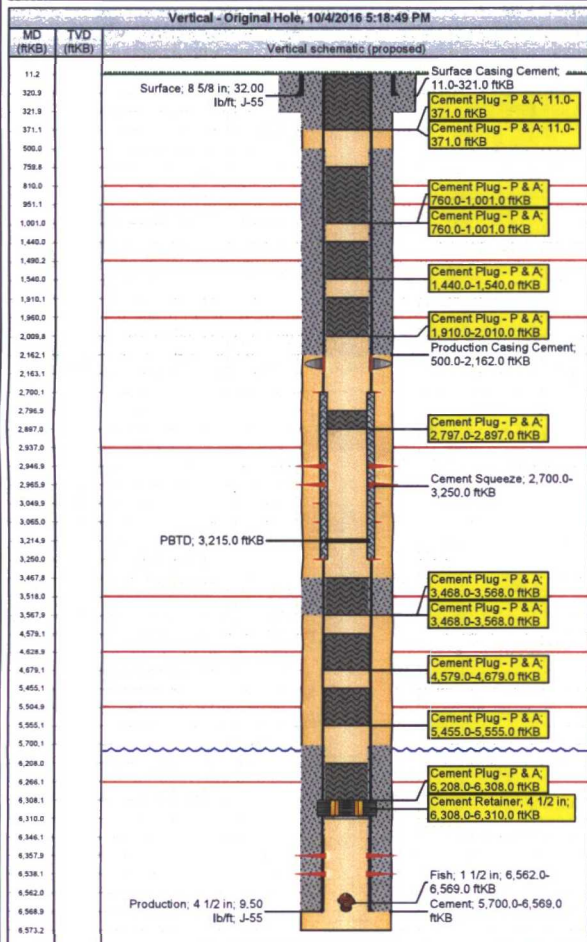 Vertical - Original Hole, 10/4/2016 5:18:49 PM
MD
(ftKB)
TVD
(ftKB)
Vertical schematic (proposed)
11.2
320.9
321.9
371.1
500.0
759.8
810.0
951.1
1,001.0
1,440.0
1,490.2
1,540.0
1,910.1
1,960.0
2,009.8
2,162.1
2,163.1
2,700.1
2,796.9
2,897.0
2,937.0
2,946.9
2,965.9
3,049.9
3,065.0
3,214.9
3,250.0
3,467.8
3,518.0
3,567.9
4,579.1
4,628.9
4,679.1
5,455.1
5,504.9
5,555.1
5,700.1
6,208.0
6,266.1
6,308.1
6,310.0
6,346.1
6,357.9
6,538.1
6,562.0
6,568.9
6,573.2
Surface; 8 5/8 in; 32.00
lb/ft; J-55
PBTD; 3,215.0 ftKB
Production; 4 1/2 in; 9.50
lb/ft; J-55
Surface Casing Cement;
11.0-321.0 ftKB
Cement Plug - P & A; 11.0-
371.0 ftKB
Cement Plug - P & A; 11.0-
371.0 ftKB
Cement Plug - P & A;
760.0-1,001.0 ftKB
Cement Plug - P & A;
760.0-1,001.0 ftKB
Cement Plug - P & A;
1,440.0-1,540.0 ftKB
Cement Plug - P & A;
1,910.0-2,010.0 ftKB
Production Casing Cement;
500.0-2,162.0 ftKB
Cement Plug - P & A;
2,797.0-2,897.0 ftKB
Cement Squeeze; 2,700.0-
3,250.0 ftKB
Cement Plug - P & A;
3,468.0-3,568.0 ftKB
Cement Plug - P & A;
3,468.0-3,568.0 ftKB
Cement Plug - P & A;
4,579.0-4,679.0 ftKB
Cement Plug - P & A;
5,455.0-5,555.0 ftKB
Cement Plug - P & A;
6,208.0-6,308.0 ftKB
Cement Retainer; 4 1/2 in;
6,308.0-6,310.0 ftKB
Fish; 1 1/2 in; 6,562.0-
6,569.0 ftKB
Cement; 5,700.0-6,569.0
ftKB